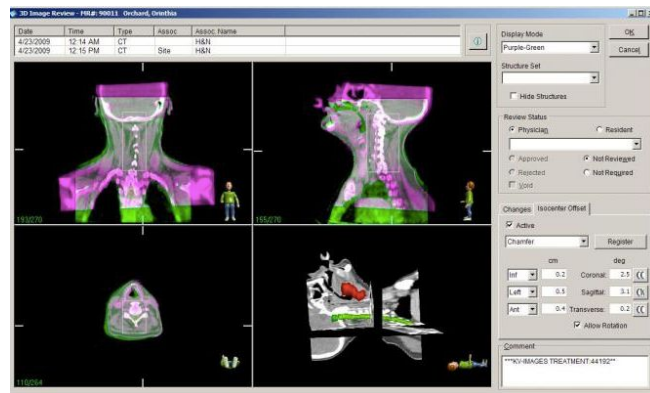 3D Image Review - MR#: 90011 Orchard, Orinthia
Date Time Type Assoc Assoc. Name
4/23/2009 12:14 AM CT H&N
4/23/2009 12:15 PM CT Site H&N
Display Mode
Purple-Green
OK
Cancel
Structure Set
Hide Structures
Review Status
Physician Resident
Approved Not Reviewed
Rejected Not Required
Void
Changes Isocenter Offset
Active
Chamfer Register
cm deg
Inf 0.2 Coronal: 2.5
Left 0.5 Sagittal: 3.1
Ant 0.4 Transverse: 0.2
Allow Rotation
Comment
***KV-IMAGES TREATMENT:44192**
193/270
155/270
110/264